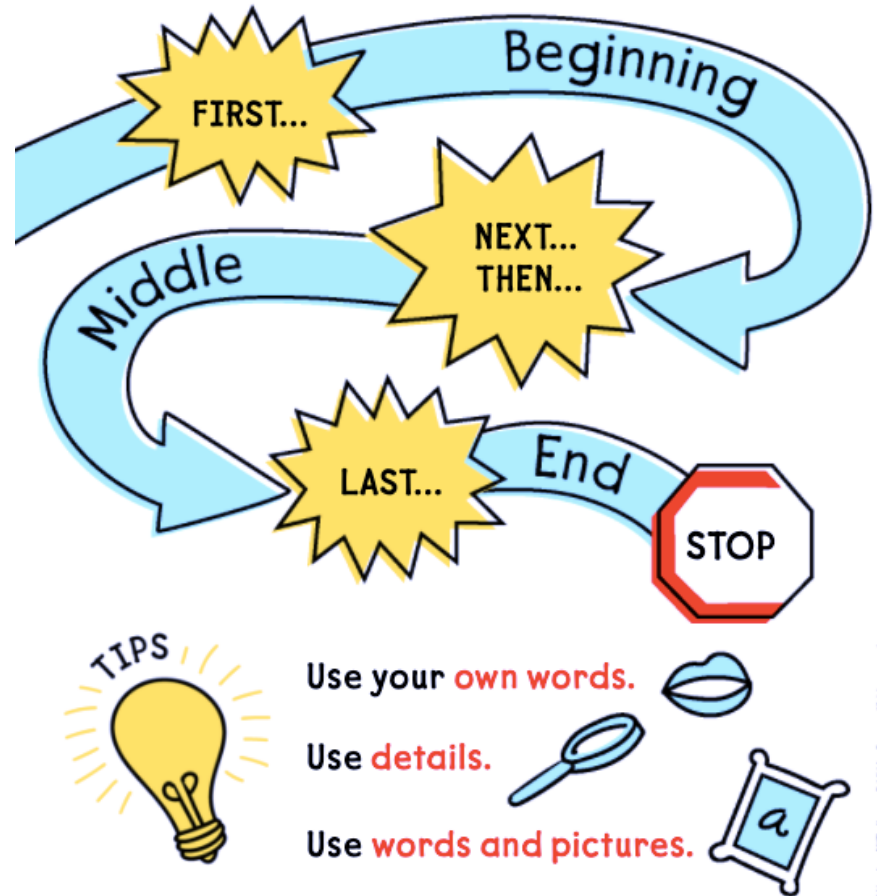 Beginning
FIRST...
NEXT...
THEN...
Middle
LAST...
End
STOP
TIPS
Use your own words.
Use details.
Use words and pictures.
a